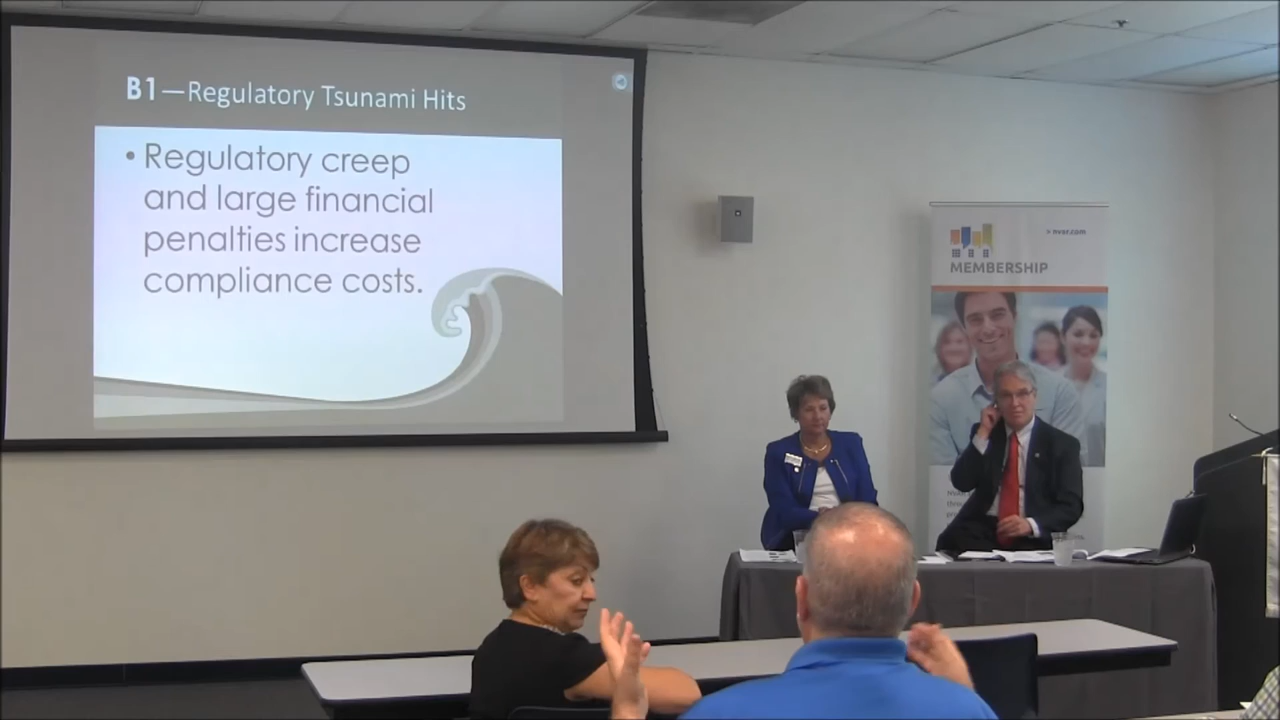 B1—Regulatory Tsunami Hits
• Regulatory creep
and large financial
penalties increase
compliance costs.
nvar.com
MEMBERSHIP